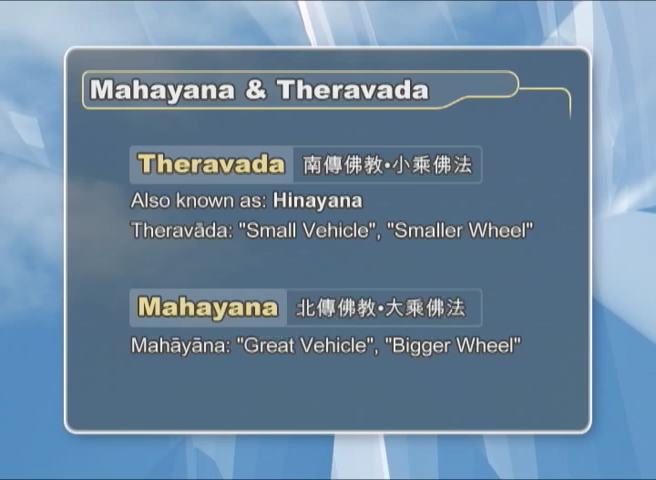 Mahayana & Theravada
Theravada 南傳佛教•小乘佛法
Also known as: Hinayana
Theravāda: "Small Vehicle", "Smaller Wheel"
Mahayana 北傳佛教•大乘佛法
Mahāyāna: "Great Vehicle", "Bigger Wheel"